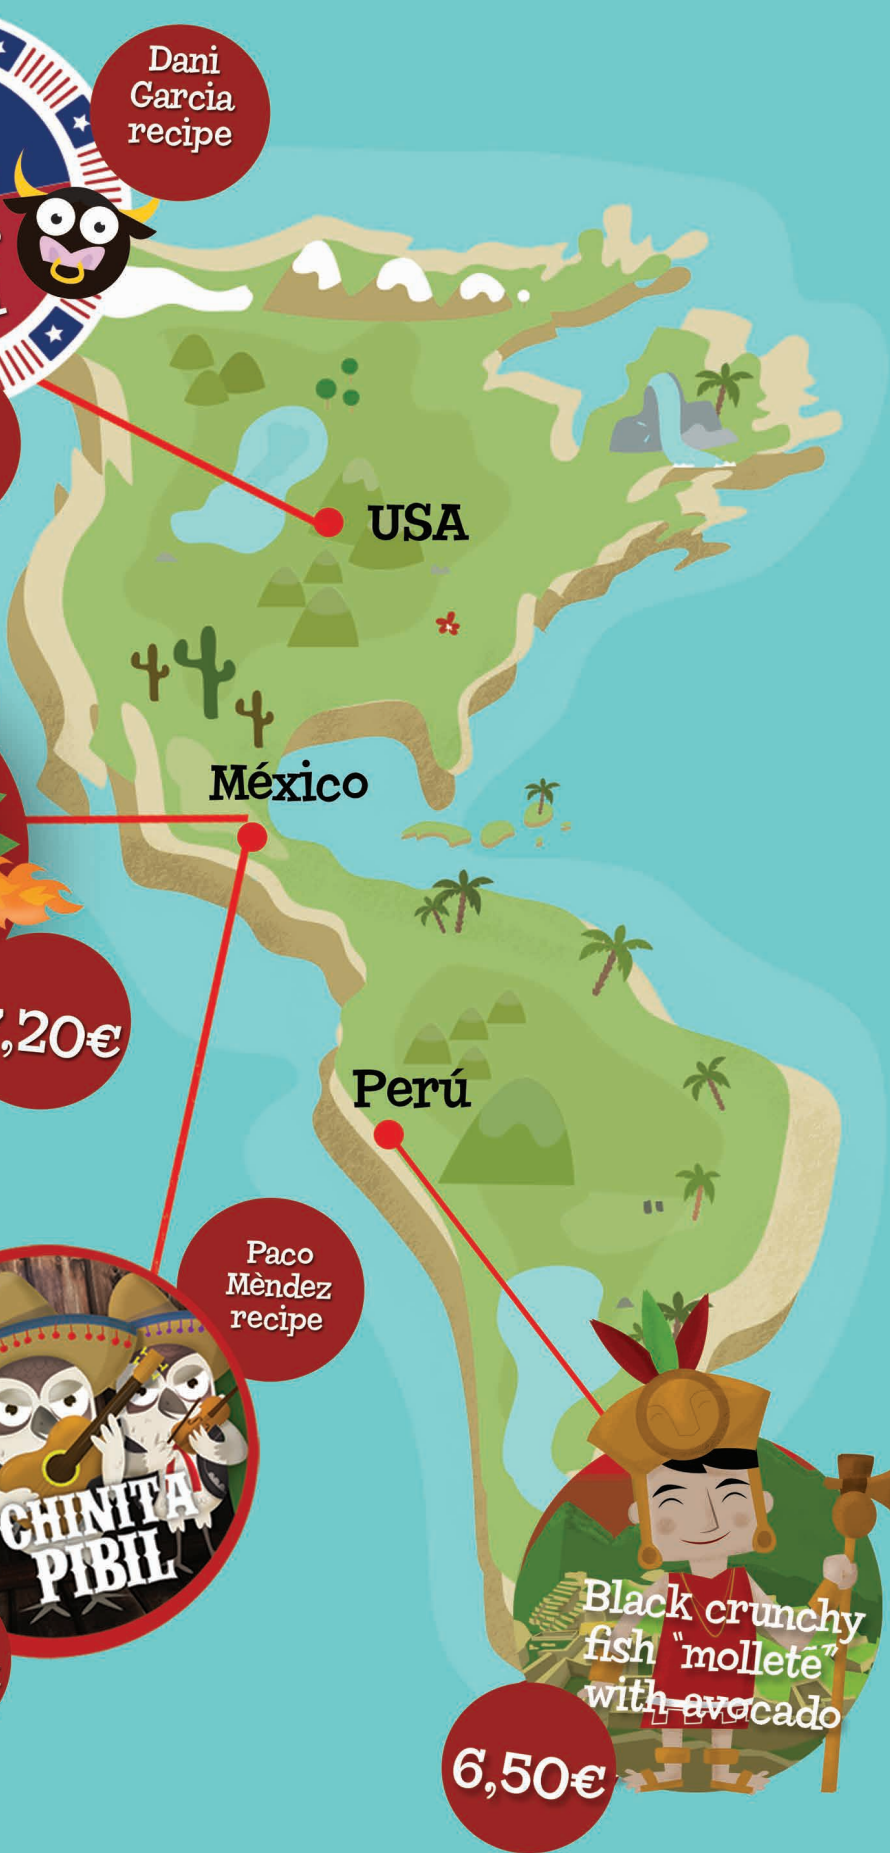 Dani
Garcia
recipe
USA
México
,20€
Perú
Paco
Mèndez
recipe
CHINITA
PIBIL
Black crunchy
fish "molleté"
with avocado
6,50€